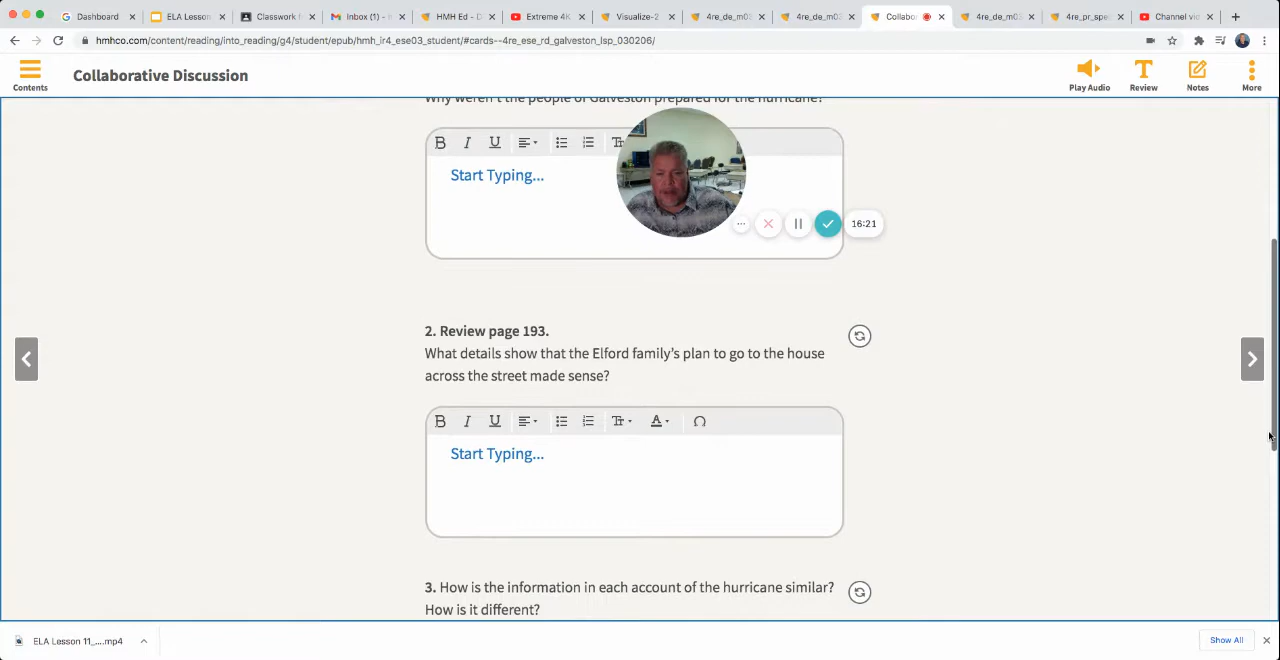 Dashboard
ELA Lesson
Classwork f
Inbox (1) - r
HMH Ed - D
Extreme 4K
Visualize-2
4re_de_m03
4re_de_m03
Collabo
4re_de_m03
4re_pr_spe
Channel vid
hmhco.com/content/reading/into_reading/g4/student/epub/hmh_ir4_ese03_student/#cards--4re_ese_rd_galveston_lsp_030206/
Contents
Collaborative Discussion
Play Audio
Review
Notes
More
Why weren't the people of Galveston prepared for the hurricane?
B I U
Start Typing...
16:21
2. Review page 193.
What details show that the Elford family's plan to go to the house
across the street made sense?
B I U Tr A Ω
Start Typing...
3. How is the information in each account of the hurricane similar?
How is it different?
ELA Lesson 11_....mp4
Show All